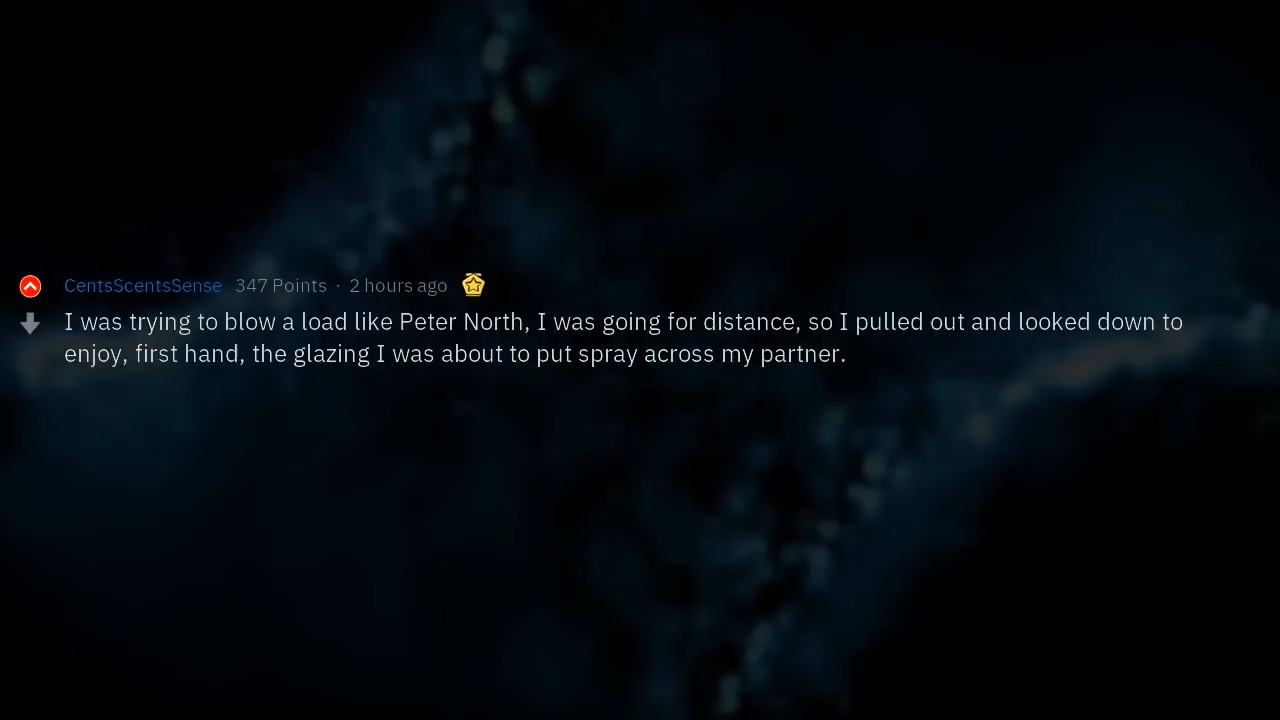 CentsScentsSense 347 Points · 2 hours ago
I was trying to blow a load like Peter North, I was going for distance, so I pulled out and looked down to
enjoy, first hand, the glazing I was about to put spray across my partner.